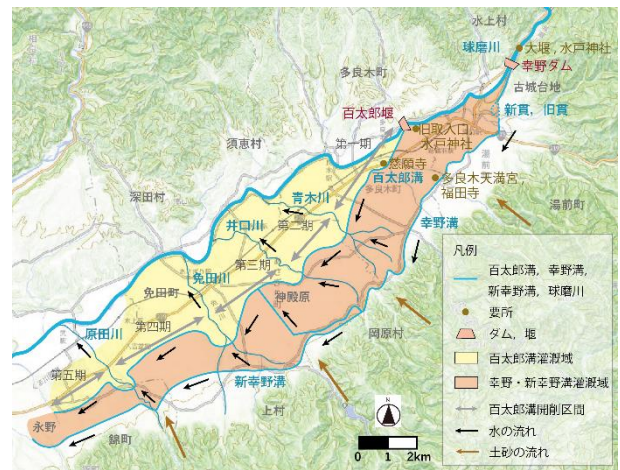 水上村
球磨川
大堰,水戸神社
幸野ダム
多良木町
古城台地
百太郎堰
新貫,旧貫
旧取入口,
水戸神社
湯前
須恵村
第一期
慈願寺
百太郎溝
多良木町
多良木天満宮,
福田寺
湯前町
深田村
青木川
井口川
第二期
幸野溝
第三期
免田川
免田町
神殿原
岡原村
第四期
原田川
第五期
新幸野溝
上村
永野
錦町
凡例
百太郎溝,幸野溝,
新幸野溝,球磨川
要所
ダム,堰
百太郎溝灌漑域
幸野・新幸野溝灌漑域
百太郎溝開削区間
水の流れ
土砂の流れ
N
0 1 2km